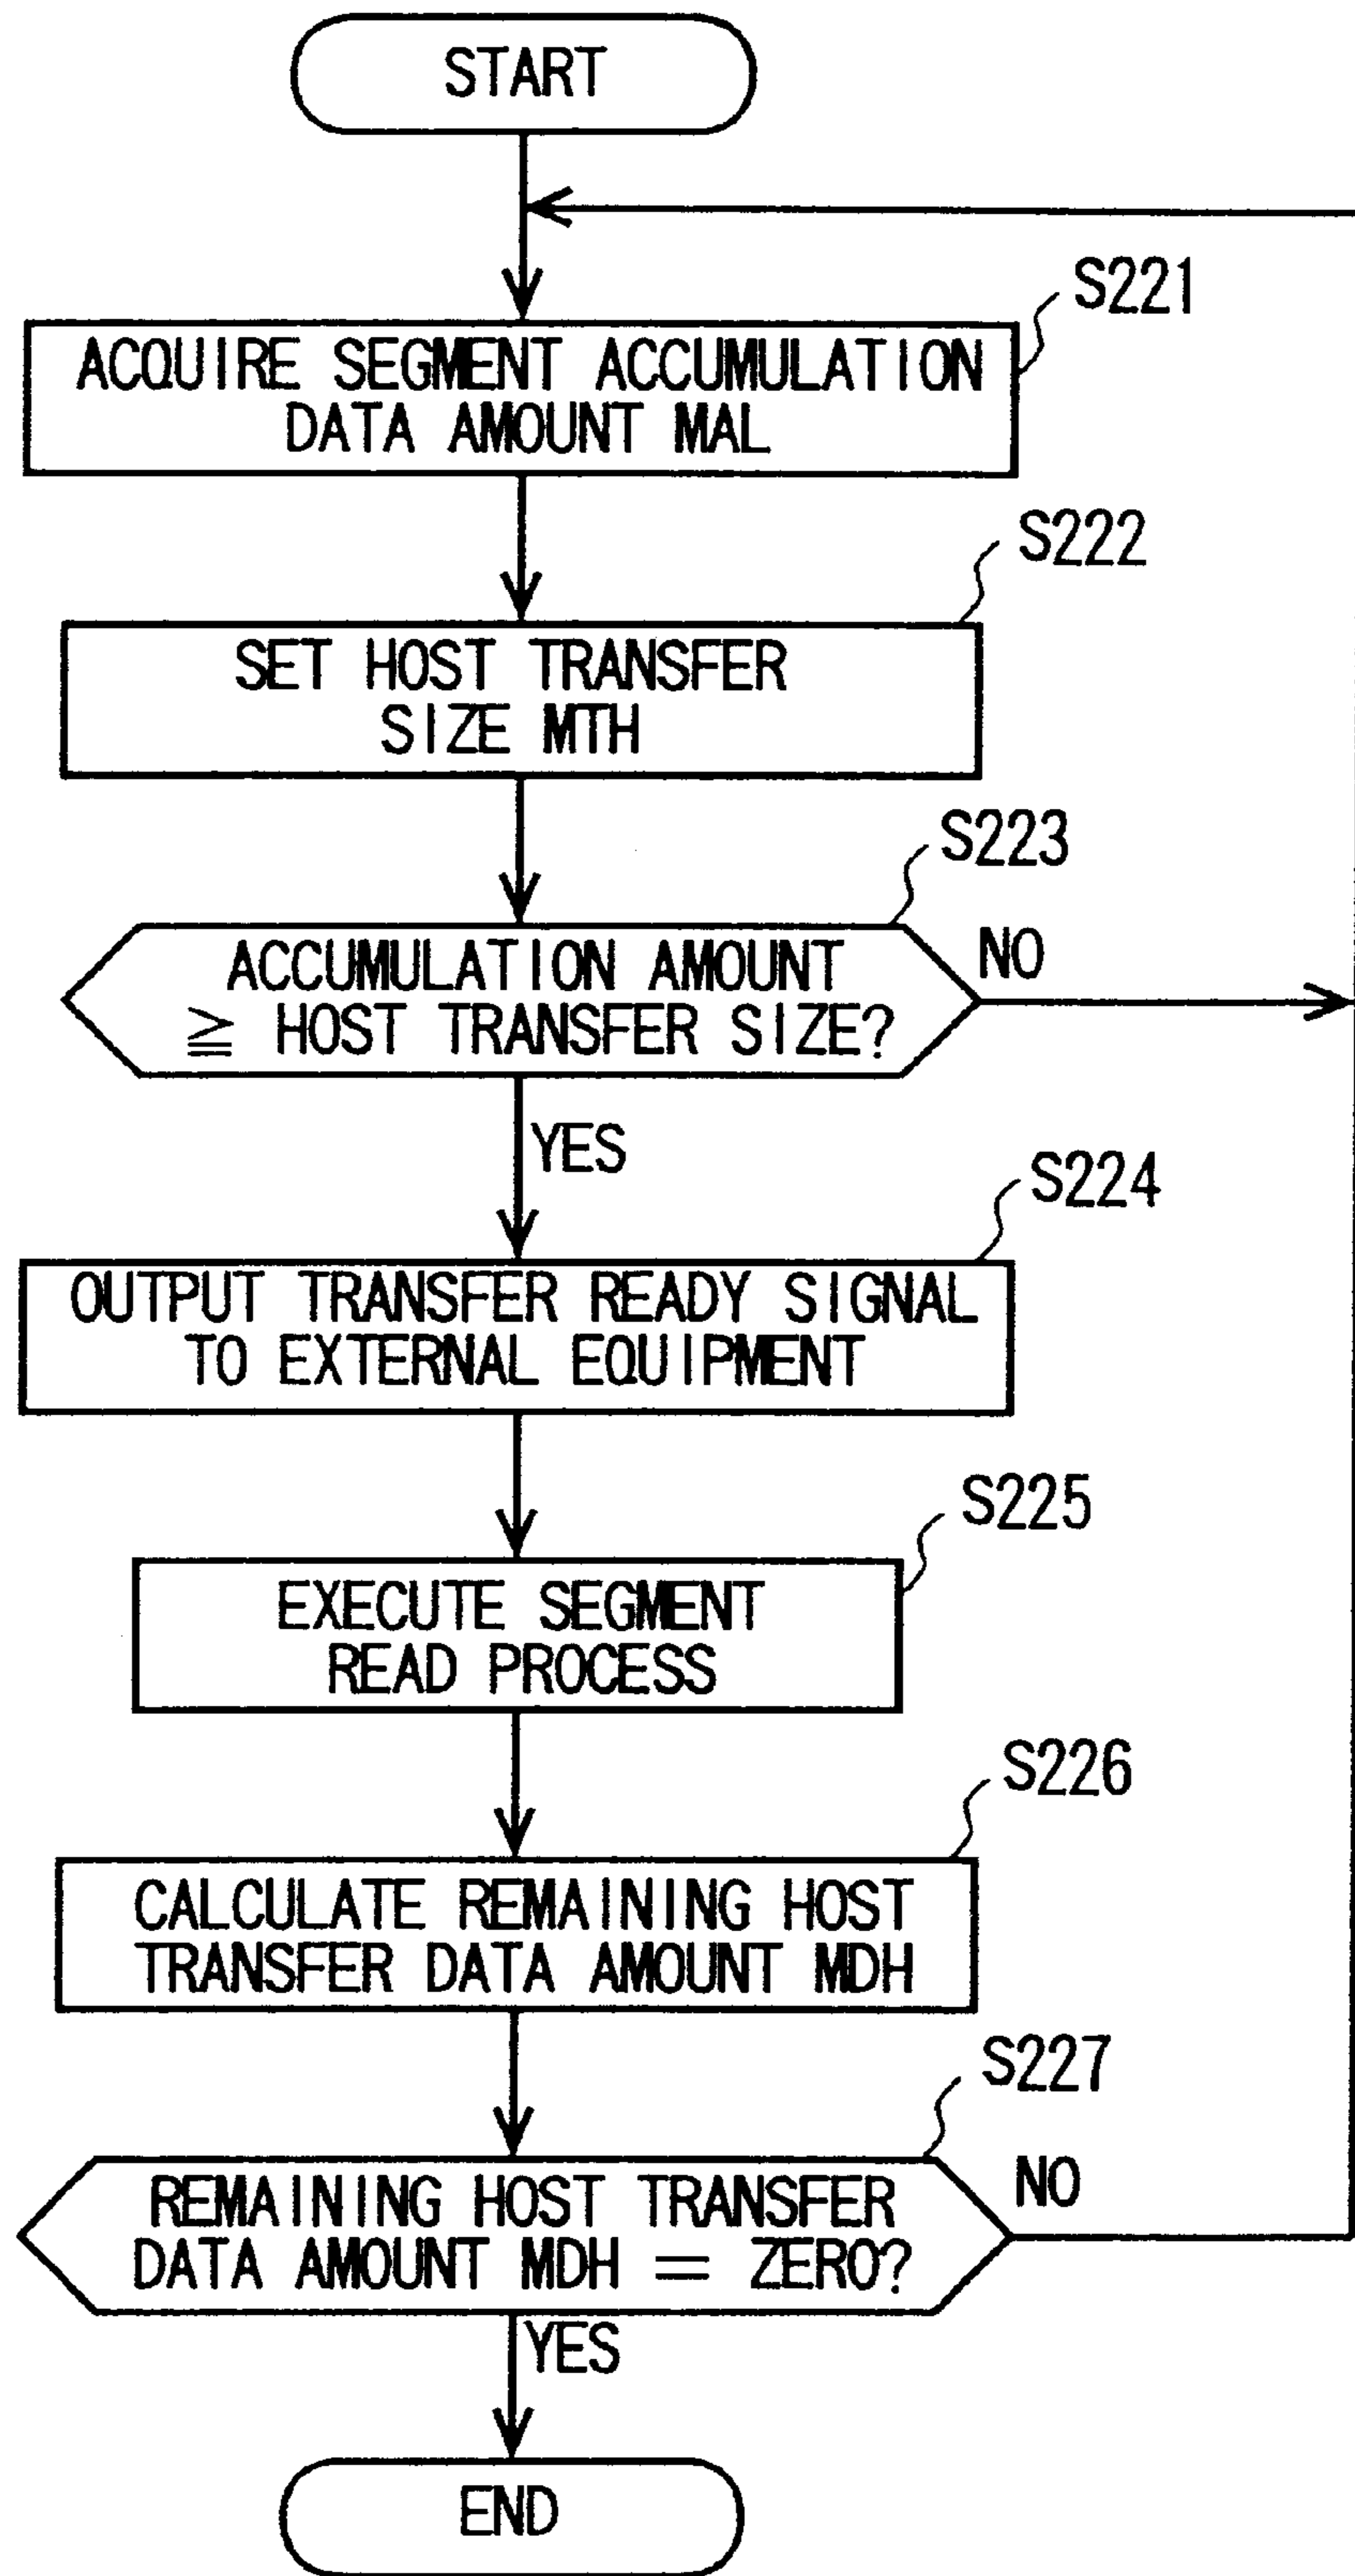 START
S221
ACQUIRE SEGMENT ACCUMULATION
DATA AMOUNT MAL
S222
SET HOST TRANSFER
SIZE MTH
S223
ACCUMULATION AMOUNT
≧ HOST TRANSFER SIZE?
NO
YES
S224
OUTPUT TRANSFER READY SIGNAL
TO EXTERNAL EQUIPMENT
S225
EXECUTE SEGMENT
READ PROCESS
S226
CALCULATE REMAINING HOST
TRANSFER DATA AMOUNT MDH
S227
REMAINING HOST TRANSFER
DATA AMOUNT MDH = ZERO?
NO
YES
END